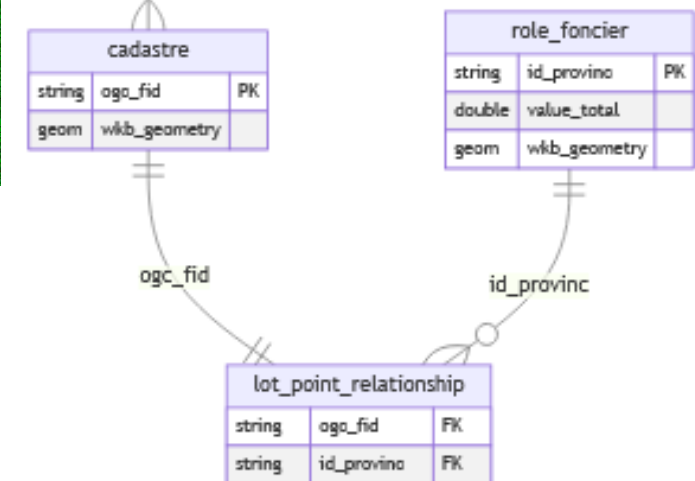 cadastre
string ogc_fid PK
geom wkb_geometry
role_foncier
string id_provinc PK
double value_total
geom wkb_geometry
ogc_fid
id_provinc
lot_point_relationship
string ogc_fid FK
string id_provinc FK